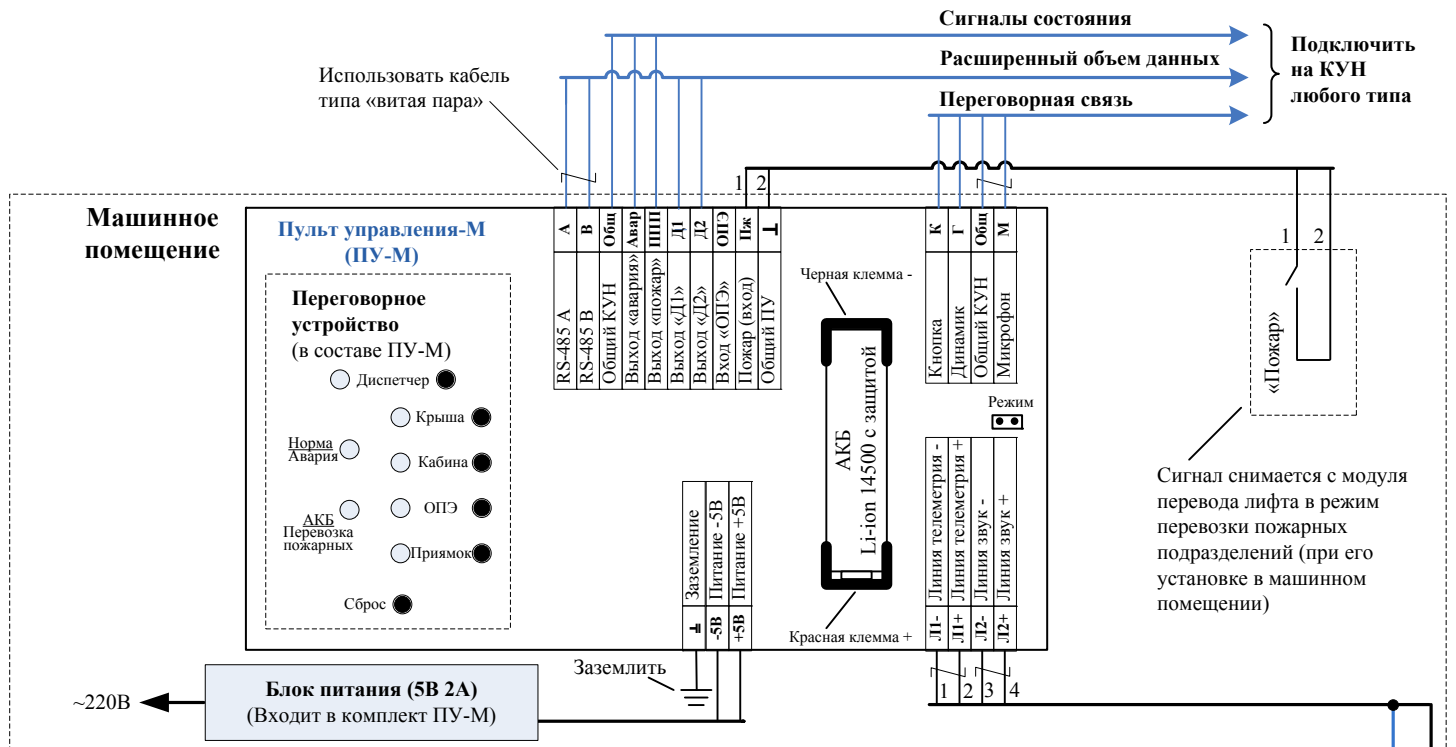 Сигналы состояния
Расширенный объем данных
Переговорная связь
Подключить
на КУН
любого типа
Использовать кабель
типа «витая пара»
1
2
Машинное
помещение
Пульт управления-М
(ПУ-М)
Переговорное
устройство
(в составе ПУ-М)
Диспетчер
Крыша
Норма
Авария
Кабина
АКБ
Перевозка
пожарных
ОПЭ
Приямок
Сброс
A
B
Общ
Авар
ППП
Д1
Д2
ОПЭ
Пж
RS-485 A
RS-485 B
Общий КУН
Выход «авария»
Выход «пожар»
Выход «Д1»
Выход «Д2»
Вход «ОПЭ»
Пожар (вход)
Общий ПУ
Черная клемма -
АКБ
Li-ion 14500 с защитой
Красная клемма +
К
Г
Общ
М
Кнопка
Динамик
Общий КУН
Микрофон
Режим
Линия телеметрия -
Линия телеметрия +
Линия звук -
Линия звук +
Л1-
Л1+
Л2-
Л2+
1
2
3
4
Заземление
Питание -5В
Питание +5В
-5В
+5В
Заземлить
~220В
Блок питания (5В 2А)
(Входит в комплект ПУ-М)
1
2
«Пожар»
Сигнал снимается с модуля
перевода лифта в режим
перевозки пожарных
подразделений (при его
установке в машинном
помещении)